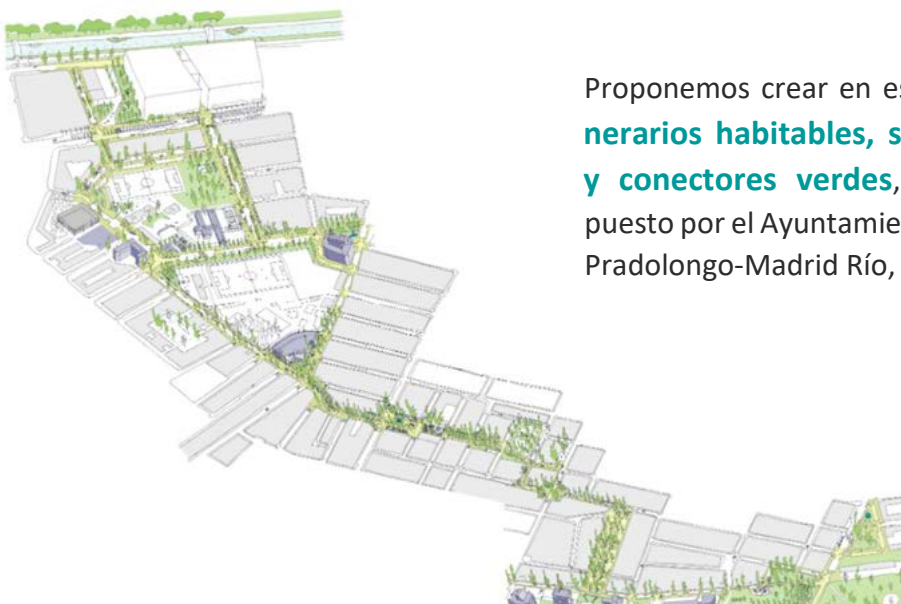 Proponemos crear en es
nerarios habitables, s
y conectores verdes,
puesto por el Ayuntamie
Pradolongo-Madrid Río,